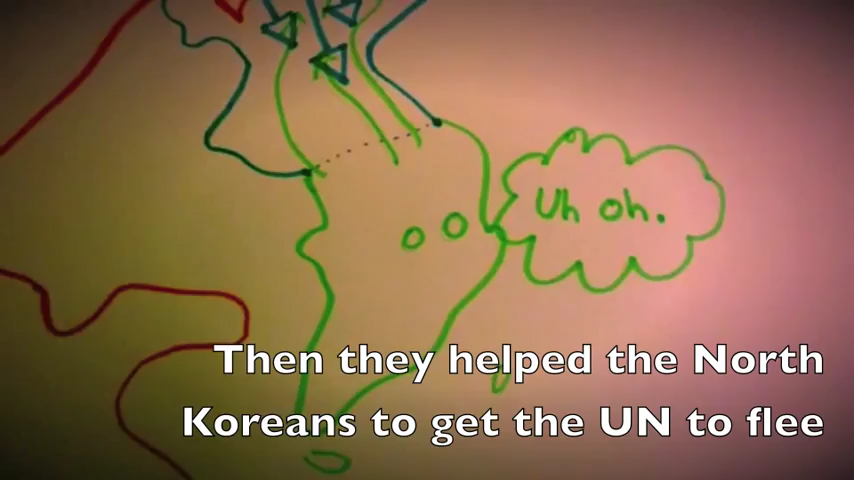 Uh oh.
Then they helped the North
Koreans to get the UN to flee